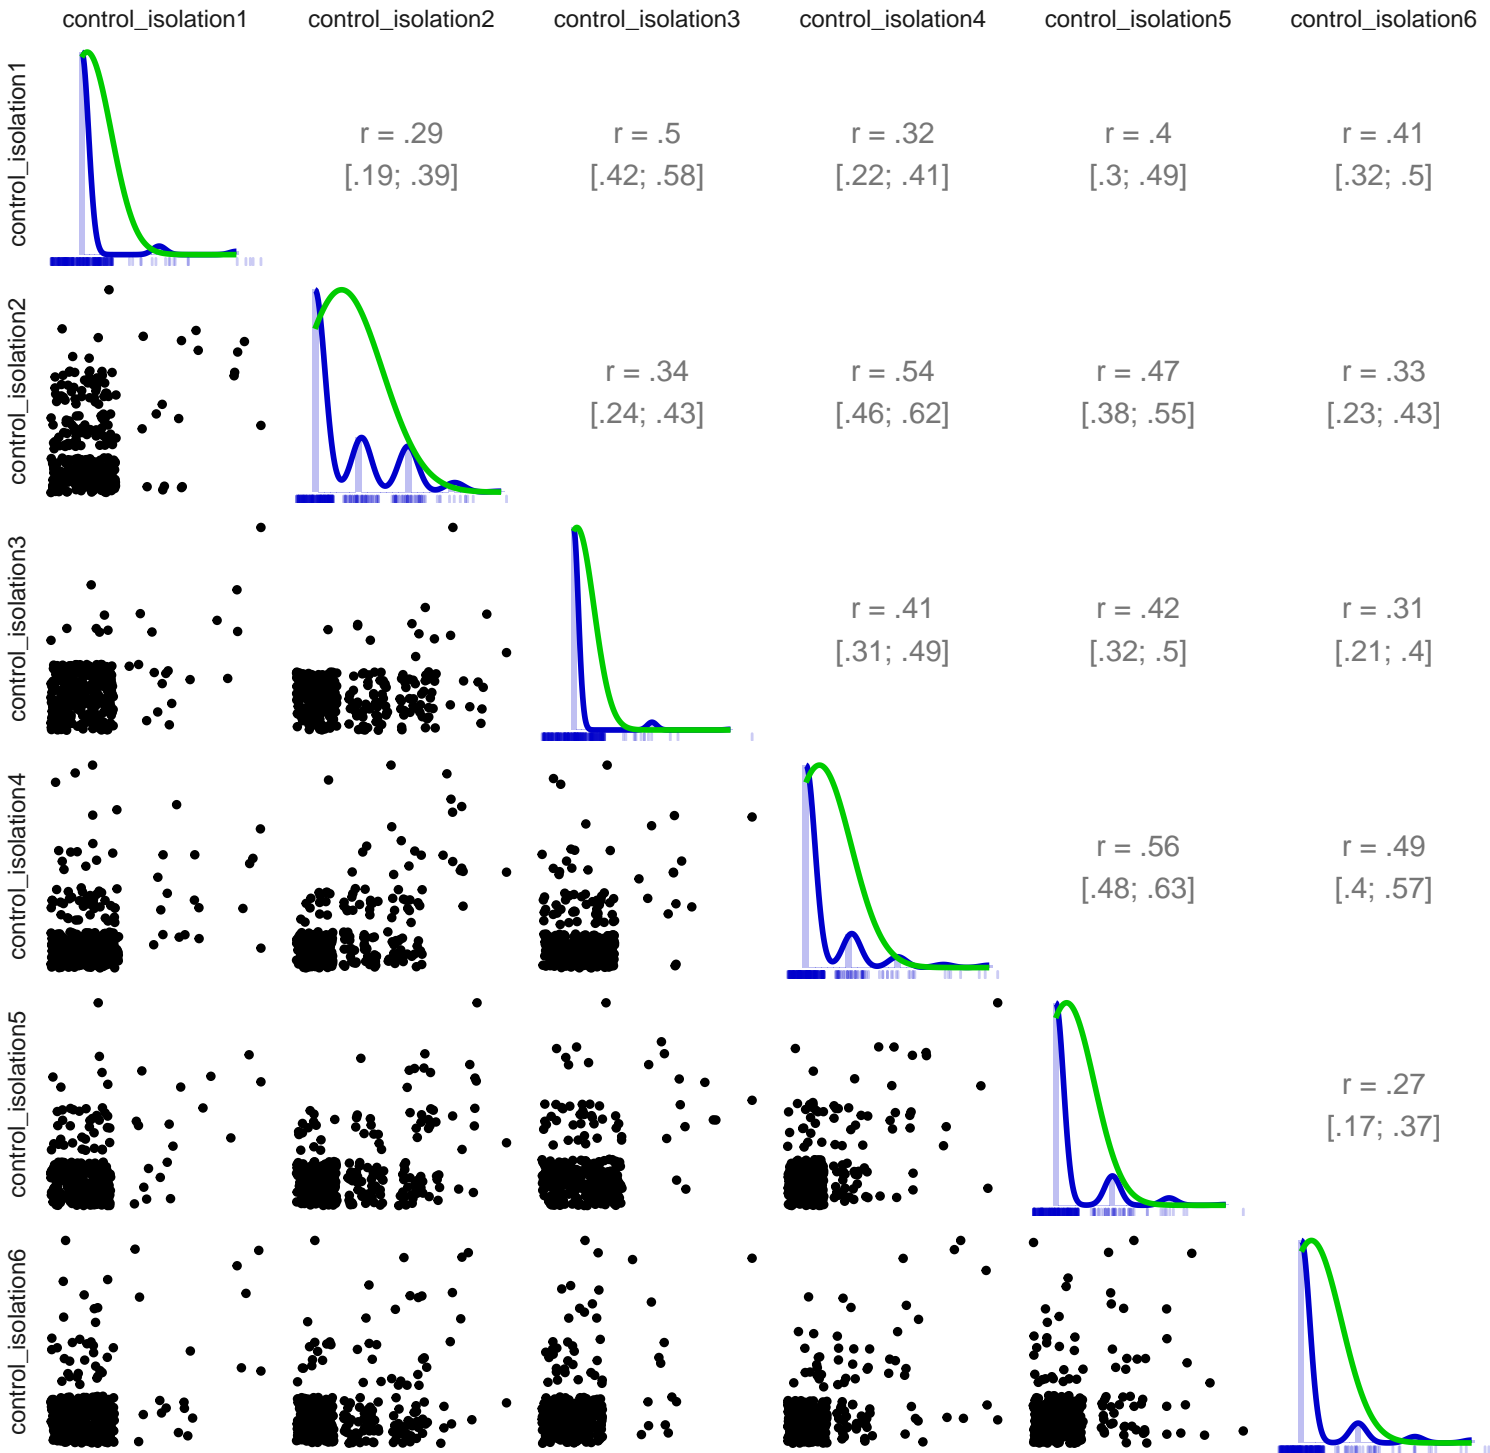 control_isolation1
control_isolation2
control_isolation3
control_isolation4
control_isolation5
control_isolation6
control_isolation1
r = .29
[.19; .39]
r = .5
[.42; .58]
r = .32
[.22; .41]
r = .4
[.3; .49]
r = .41
[.32; .5]
control_isolation2
r = .34
[.24; .43]
r = .54
[.46; .62]
r = .47
[.38; .55]
r = .33
[.23; .43]
control_isolation3
r = .41
[.31; .49]
r = .42
[.32; .5]
r = .31
[.21; .4]
control_isolation4
r = .56
[.48; .63]
r = .49
[.4; .57]
control_isolation5
r = .27
[.17; .37]
control_isolation6